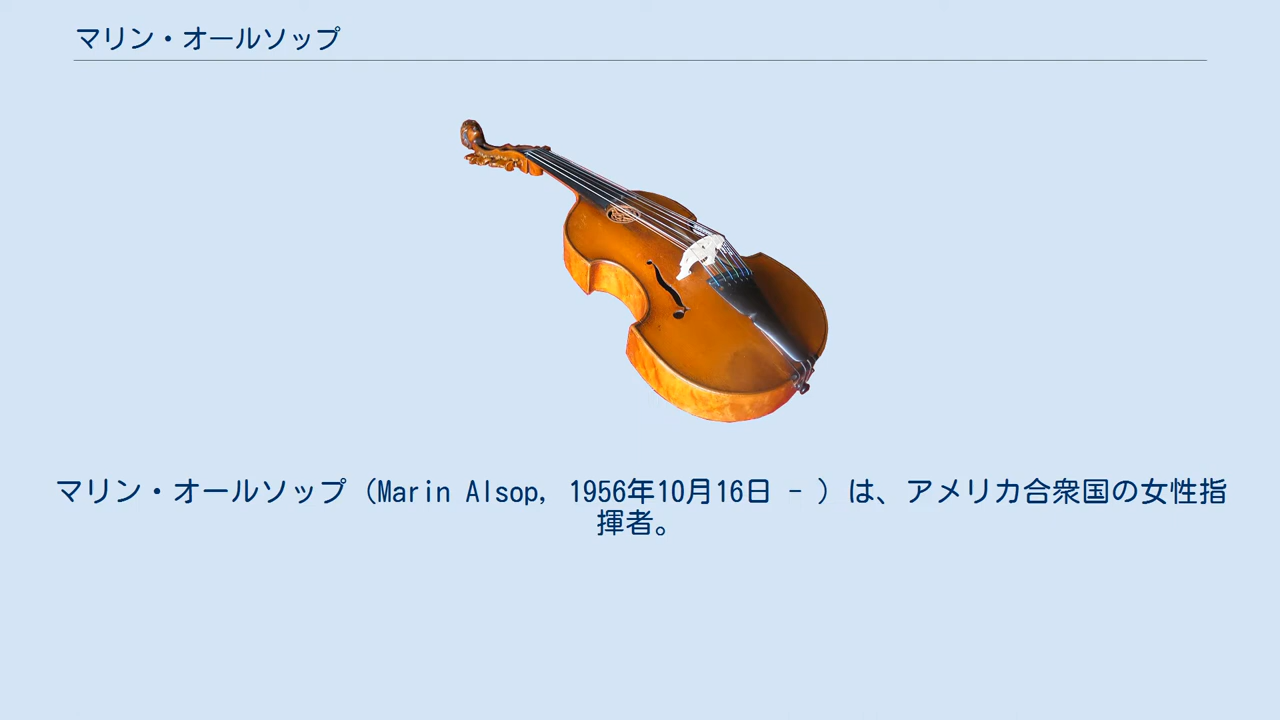 マリン・オールソップ
マリン・オールソップ（Marin Alsop, 1956年10月16日 - ）は、アメリカ合衆国の女性指
揮者。